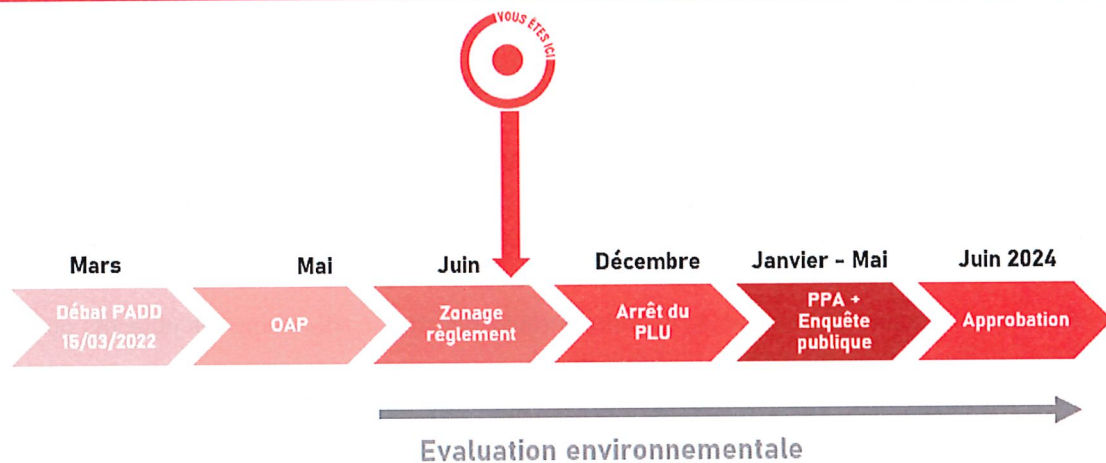 VOUS ÊTES ICI
Mars
Mai
Juin
Décembre
Janvier - Mai
Juin 2024
Débat PADD
15/03/2022
OAP
Zonage
règlement
Arrêt du
PLU
PPA +
Enquête
publique
Approbation
Evaluation environnementale